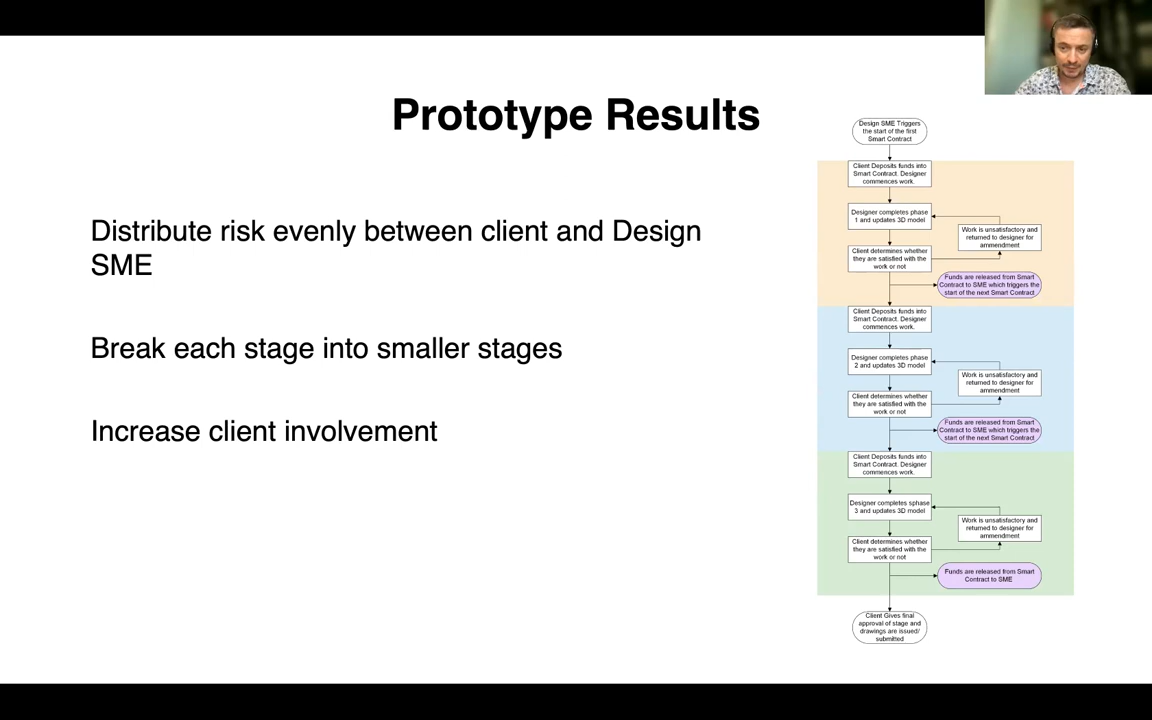 Prototype Results
Distribute risk evenly between client and Design
SME
Break each stage into smaller stages
Increase client involvement
Design SME Triggers
the start of the first
Smart Contract
Client Deposits funds into
Smart Contract. Designer
commences work.
Designer completes phase
1 and updates 3D model
Work is unsatisfactory and
returned to designer for
ammendment
Client determines whether
they are satisfied with the
work or not
Funds are released from Smart
Contract to SME which triggers the
start of the next Smart Contract
Client Deposits funds into
Smart Contract. Designer
commences work.
Designer completes phase
2 and updates 3D model
Work is unsatisfactory and
returned to designer for
ammendment
Client determines whether
they are satisfied with the
work or not
Funds are released from Smart
Contract to SME which triggers the
start of the next Smart Contract
Client Deposits funds into
Smart Contract. Designer
commences work.
Designer completes sphase
3 and updates 3D model
Work is unsatisfactory and
returned to designer for
ammendment
Client determines whether
they are satisfied with the
work or not
Funds are released from Smart
Contract to SME
Client Gives final
approval of stage and
drawings are issued/
submitted